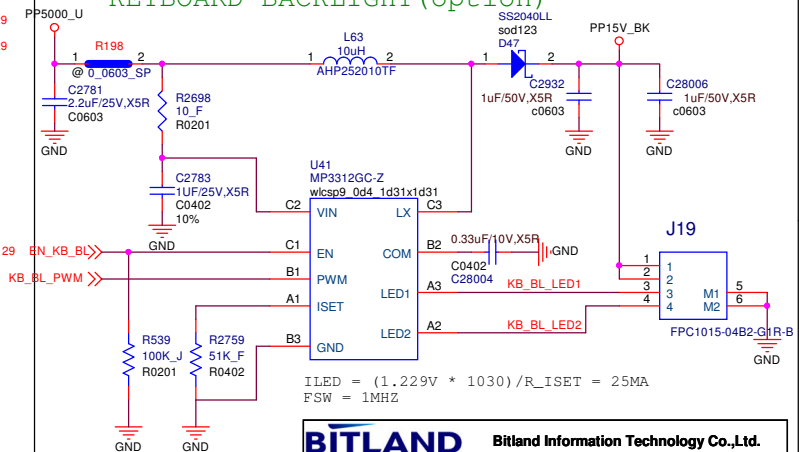 KEYBOARD BACKLIGHT(Option)
9
9
PP5000_U
R198
1 2
@ 0_0603_SP
C2781
2.2uF/25V,X5R
C0603
GND
R2698
10_F
R0201
C2783
1UF/25V,X5R
C0402
10%
GND
L63
10uH
1 2
AHP252010TF
SS2040LL
sod123
D47
1 2
PP15V_BK
C2932
1uF/50V,X5R
c0603
GND
C28006
1uF/50V,X5R
c0603
GND
U41
MP3312GC-Z
wlcsp9_0d4_1d31x1d31
C2 VIN LX C3
C1 EN COM B2
B1 PWM LED1 A3
A1 ISET LED2 A2
B3 GND
0.33uF/10V,X5R
GND
C0402
C28004
KB_BL_LED1
KB_BL_LED2
29 EN_KB_BL
KB_BL_PWM
R539
100K_J
R0201
GND
R2759
51K_F
R0402
GND
J19
1 1
2 2
3 3 M1 5
4 4 M2 6
FPC1015-04B2-G1R-B
GND
ILED = (1.229V * 1030)/R_ISET = 25MA
FSW = 1MHZ
BITLAND Bitland Information Technology Co.,Ltd.